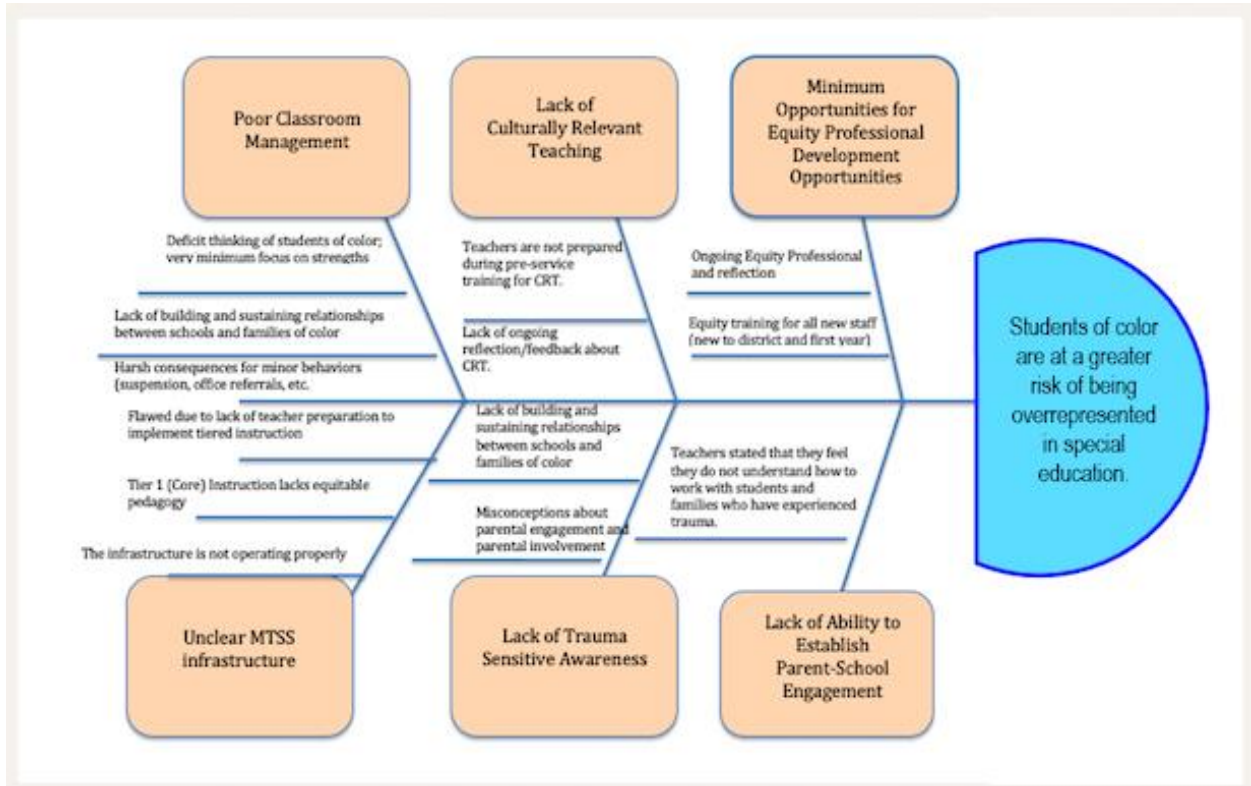 Poor Classroom
Management
Lack of
Culturally Relevant
Teaching
Minimum
Opportunities for
Equity Professional
Development
Opportunities
Deficit thinking of students of color;
very minimum focus on strengths
Lack of building and sustaining relationships
between schools and families of color
Harsh consequences for minor behaviors
(suspension, office referrals, etc.
Teachers are not prepared
during pre-service
training for CRT.
Lack of ongoing
reflection/feedback about
CRT.
Ongoing Equity Professional
and reflection
Equity training for all new staff
(new to district and first year)
Students of color
are at a greater
risk of being
overrepresented
in special
education.
Flawed due to lack of teacher preparation to
implement tiered instruction
Tier 1 (Core) Instruction lacks equitable
pedagogy
The infrastructure is not operating properly
Lack of building and
sustaining relationships
between schools and
families of color
Misconceptions about
parental engagement and
parental involvement
Teachers stated that they feel
they do not understand how to
work with students and
families who have experienced
trauma.
Unclear MTSS
infrastructure
Lack of Trauma
Sensitive Awareness
Lack of Ability to
Establish
Parent-School
Engagement